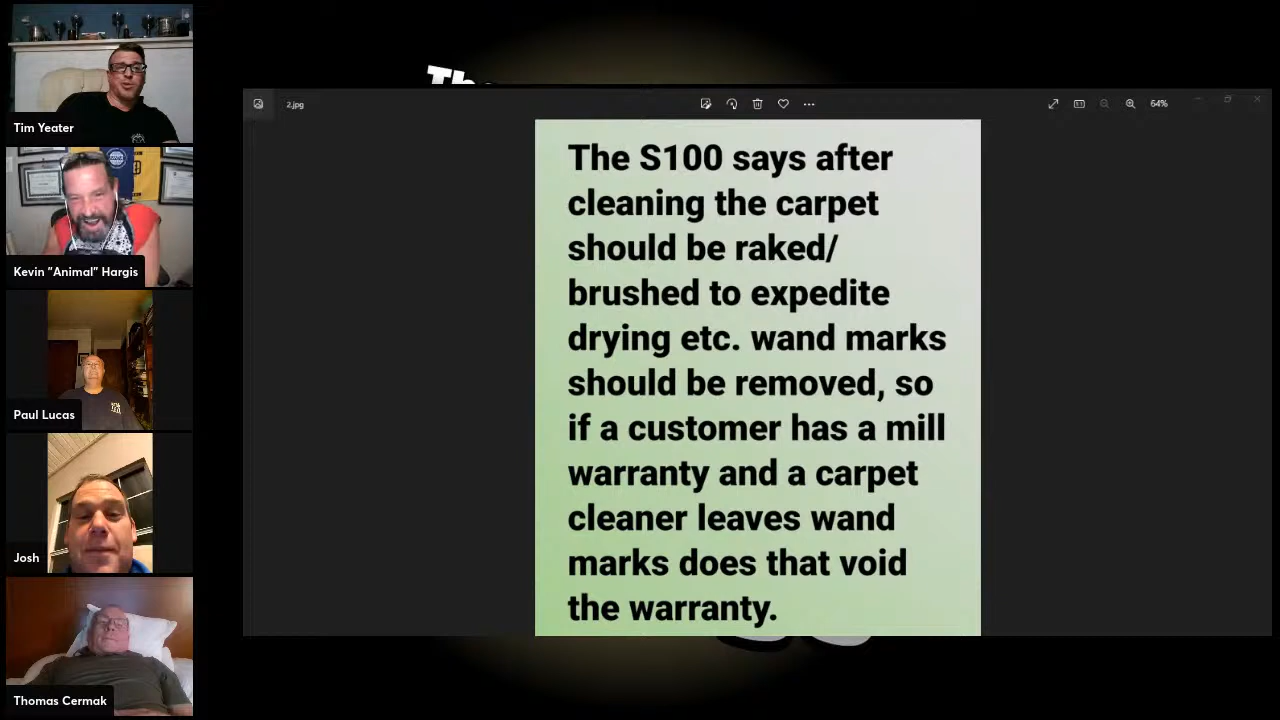 Tim Yeater
Kevin "Animal" Hargis
Paul Lucas
Josh
Thomas Cermak
The
2.jpg
64%
The S100 says after
cleaning the carpet
should be raked/
brushed to expedite
drying etc. wand marks
should be removed, so
if a customer has a mill
warranty and a carpet
cleaner leaves wand
marks does that void
the warranty.